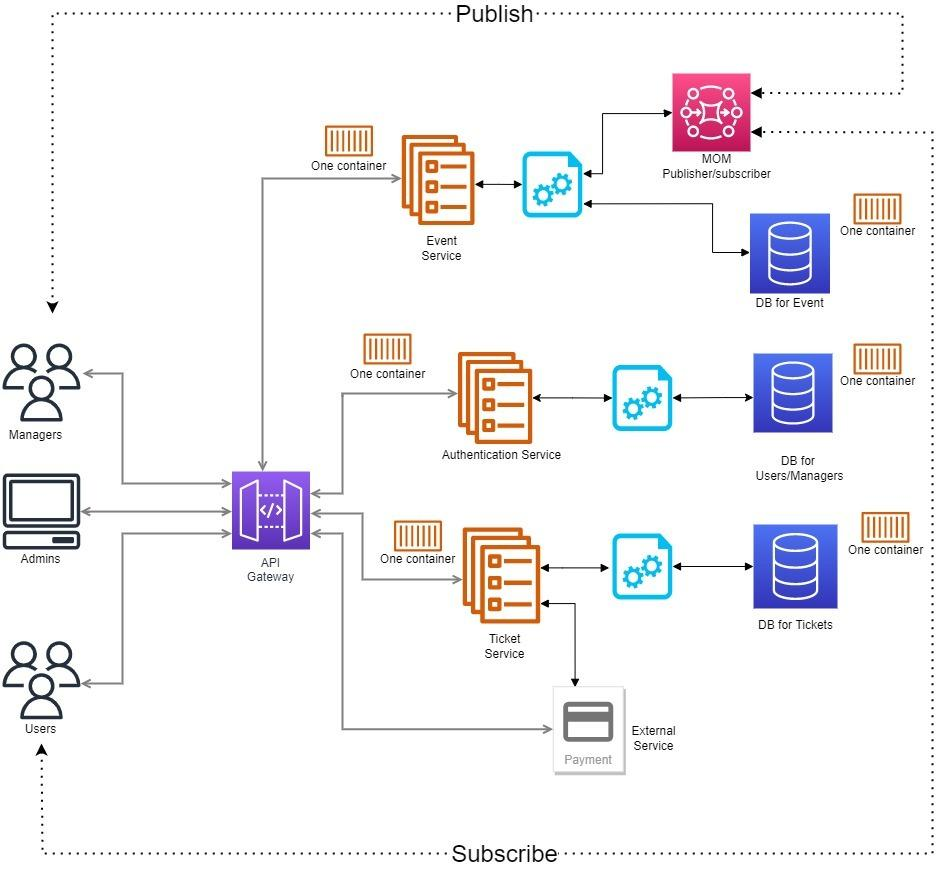 Publish
MOM
Publisher/subscriber
One container
Event
Service
One container
DB for Event
One container
One container
Managers
Authentication Service
DB for
Users/Managers
One container
One container
Admins
API
Gateway
</>
DB for Tickets
Ticket
Service
Users
External
Service
Payment
Subscribe